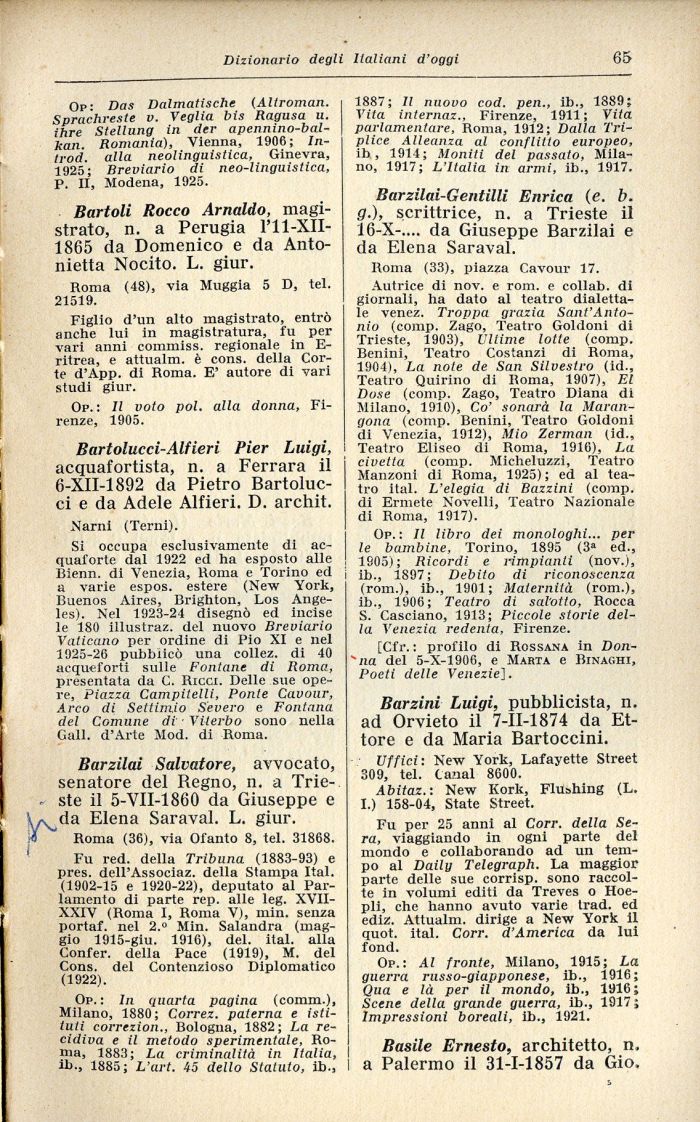 Dizionario degli Italiani d'oggi 65
Op: Das Dalmatische (Altroman.
Sprachreste v. Veglia bis Ragusa u.
ihre Stellung in der apennino-bal-
kan. Romania), Vienna, 1906; In-
trod. alla neolinguistica, Ginevra,
1925; Breviario di neo-linguistica,
P. II, Modena, 1925.
Bartoli Rocco Arnaldo, magi-
strato, n. a Perugia l'11-XII-
1865 da Domenico e da Anto-
nietta Nocito. L. giur.
Roma (48), via Muggia 5 D, tel.
21519.
Figlio d'un alto magistrato, entrò
anche lui in magistratura, fu per
vari anni commiss. regionale in E-
ritrea, e attualm. è cons. della Cor-
te d'App. di Roma. E' autore di vari
studi giur.
Op.: Il voto pol. alla donna, Fi-
renze, 1905.
Bartolucci-Alfieri Pier Luigi,
acquafortista, n. a Ferrara il
6-XII-1892 da Pietro Bartoluc-
ci e da Adele Alfieri. D. archit.
Narni (Terni).
Si occupa esclusivamente di ac-
quaforte dal 1922 ed ha esposto alle
Bienn. di Venezia, Roma e Torino ed
a varie espos. estere (New York,
Buenos Aires, Brighton, Los Ange-
les). Nel 1923-24 disegnò ed incise
le 180 illustraz. del nuovo Breviario
Vaticano per ordine di Pio XI e nel
1925-26 pubblicò una collez. di 40
acqueforti sulle Fontane di Roma,
presentata da C. Ricci. Delle sue ope-
re, Piazza Campitelli, Ponte Cavour,
Arco di Settimio Severo e Fontana
del Comune di Viterbo sono nella
Gall. d'Arte Mod. di Roma.
Barzilai Salvatore, avvocato,
senatore del Regno, n. a Trie-
ste il 5-VII-1860 da Giuseppe e
da Elena Saraval. L. giur.
Roma (36), via Ofanto 8, tel. 31868.
Fu red. della Tribuna (1883-93) e
pres. dell'Associaz. della Stampa Ital.
(1902-15 e 1920-22), deputato al Par-
lamento di parte rep. alle leg. XVII-
XXIV (Roma I, Roma V), min. senza
portaf. nel 2.º Min. Salandra (mag-
gio 1915-giu. 1916), del. ital. alla
Confer. della Pace (1919), M. del
Cons. del Contenzioso Diplomatico
(1922).
Op.: In quarta pagina (comm.),
Milano, 1880; Correz. paterna e isti-
tuti correzion., Bologna, 1882; La re-
cidiva e il metodo sperimentale, Ro-
ma, 1883; La criminalità in Italia,
ib., 1885; L'art. 45 dello Statuto, ib.,
1887; Il nuovo cod. pen., ib., 1889;
Vita internaz., Firenze, 1911; Vita
parlamentare, Roma, 1912; Dalla Tri-
plice Alleanza al conflitto europeo,
ib., 1914; Moniti del passato, Mila-
no, 1917; L'Italia in armi, ib., 1917.
Barzilai-Gentilli Enrica (e. b.
g.), scrittrice, n. a Trieste il
16-X-.... da Giuseppe Barzilai e
da Elena Saraval.
Roma (33), piazza Cavour 17.
Autrice di nov. e rom. e collab. di
giornali, ha dato al teatro dialetta-
le venez. Troppa grazia Sant'Anto-
nio (comp. Zago, Teatro Goldoni di
Trieste, 1903), Ultime lotte (comp.
Benini, Teatro Costanzi di Roma,
1904), La note de San Silvestro (id.,
Teatro Quirino di Roma, 1907), El
Dose (comp. Zago, Teatro Diana di
Milano, 1910), Co' sonarà la Maran-
gona (comp. Benini, Teatro Goldoni
di Venezia, 1912), Mio Zerman (id.,
Teatro Eliseo di Roma, 1916), La
civetta (comp. Micheluzzi, Teatro
Manzoni di Roma, 1925); ed al tea-
tro ital. L'elegia di Bazzini (comp.
di Ermete Novelli, Teatro Nazionale
di Roma, 1917).
Op.: Il libro dei monologhi... per
le bambine, Torino, 1895 (3ª ed.,
1905); Ricordi e rimpianti (nov.),
ib., 1897; Debito di riconoscenza
(rom.), ib., 1901; Maternità (rom.),
ib., 1906; Teatro di salotto, Rocca
S. Casciano, 1913; Piccole storie del-
la Venezia redenta, Firenze.
[Cfr.: profilo di Rossana in Don-
na del 5-X-1906, e Marta e Binaghi,
Poeti delle Venezie].
Barzini Luigi, pubblicista, n.
ad Orvieto il 7-II-1874 da Et-
tore e da Maria Bartoccini.
Uffici: New York, Lafayette Street
309, tel. Canal 8600.
Abitaz.: New Kork, Flushing (L.
I.) 158-04, State Street.
Fu per 25 anni al Corr. della Se-
ra, viaggiando in ogni parte del
mondo e collaborando ad un tem-
po al Daily Telegraph. La maggior
parte delle sue corrisp. sono raccol-
te in volumi editi da Treves o Hoe-
pli, che hanno avuto varie trad. ed
ediz. Attualm. dirige a New York il
quot. ital. Corr. d'America da lui
fond.
Op.: Al fronte, Milano, 1915; La
guerra russo-giapponese, ib., 1916;
Qua e là per il mondo, ib., 1916;
Scene della grande guerra, ib., 1917;
Impressioni boreali, ib., 1921.
Basile Ernesto, architetto, n.
a Palermo il 31-I-1857 da Gio.
5